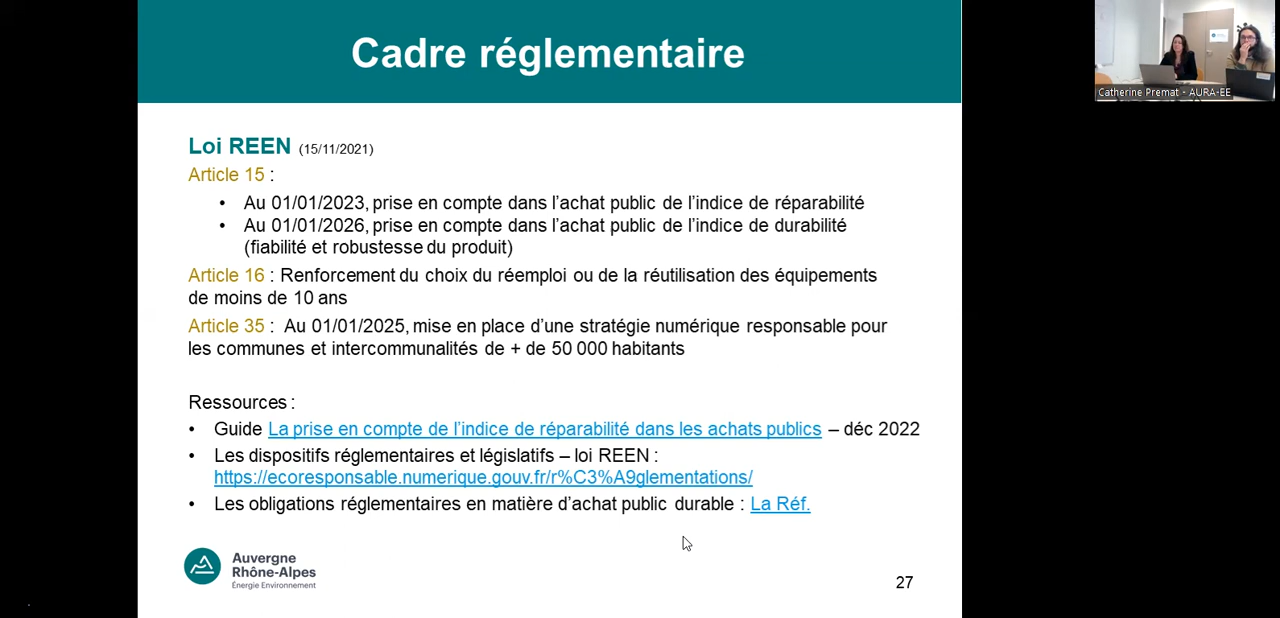 Cadre réglementaire
Catherine Premat - AURA-EE
Loi REEN (15/11/2021)
Article 15 :
• Au 01/01/2023, prise en compte dans l’achat public de l’indice de réparabilité
• Au 01/01/2026, prise en compte dans l’achat public de l’indice de durabilité
(fiabilité et robustesse du produit)
Article 16 : Renforcement du choix du réemploi ou de la réutilisation des équipements
de moins de 10 ans
Article 35 : Au 01/01/2025, mise en place d’une stratégie numérique responsable pour
les communes et intercommunalités de + de 50 000 habitants
Ressources :
• Guide La prise en compte de l’indice de réparabilité dans les achats publics – déc 2022
• Les dispositifs réglementaires et législatifs – loi REEN :
https://ecoresponsable.numerique.gouv.fr/r%C3%A9glementations/
• Les obligations réglementaires en matière d’achat public durable : La Réf.
Auvergne
Rhône-Alpes
Énergie Environnement
27